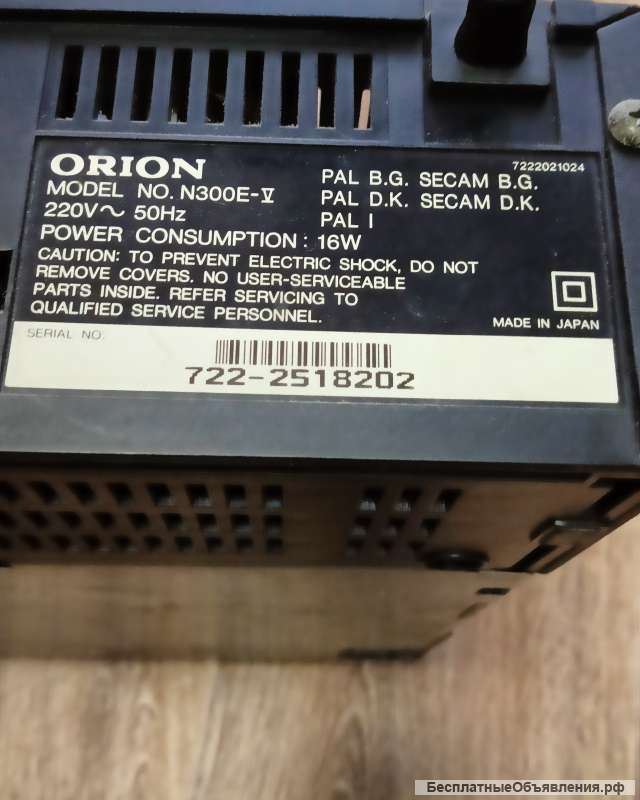 ORION
7222021024
MODEL NO. N300E-V
PAL B.G. SECAM B.G.
220V~ 50Hz
PAL D.K. SECAM D.K.
PAL I
POWER CONSUMPTION : 16W
CAUTION: TO PREVENT ELECTRIC SHOCK, DO NOT
REMOVE COVERS. NO USER-SERVICEABLE
PARTS INSIDE. REFER SERVICING TO
QUALIFIED SERVICE PERSONNEL.
MADE IN JAPAN
SERIAL NO.
722-2518202
БесплатныеОбъявления.рф